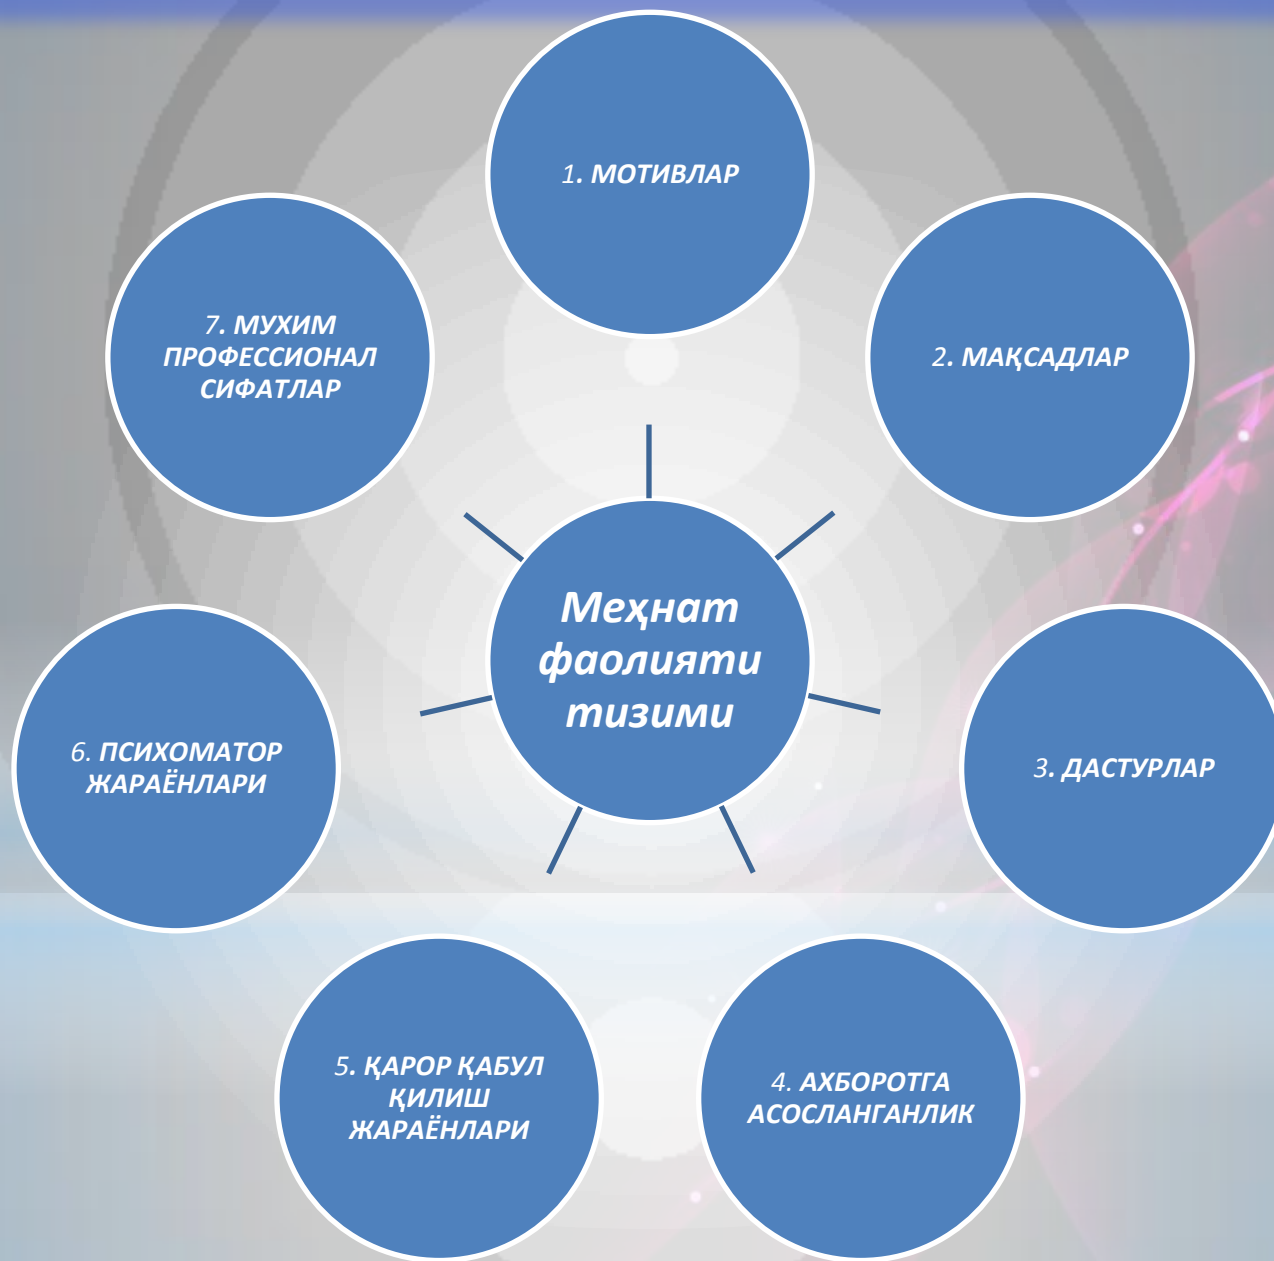 1. МОТИВЛАР
2. МАҚСАДЛАР
3. ДАСТУРЛАР
4. АХБОРОТГА
АСОСЛАНГАНЛИК
5. ҚАРОР ҚАБУЛ
ҚИЛИШ
ЖАРАЁНЛАРИ
6. ПСИХОМАТОР
ЖАРАЁНЛАРИ
7. МУХИМ
ПРОФЕССИОНАЛ
СИФАТЛАР
Меҳнат
фаолияти
тизими